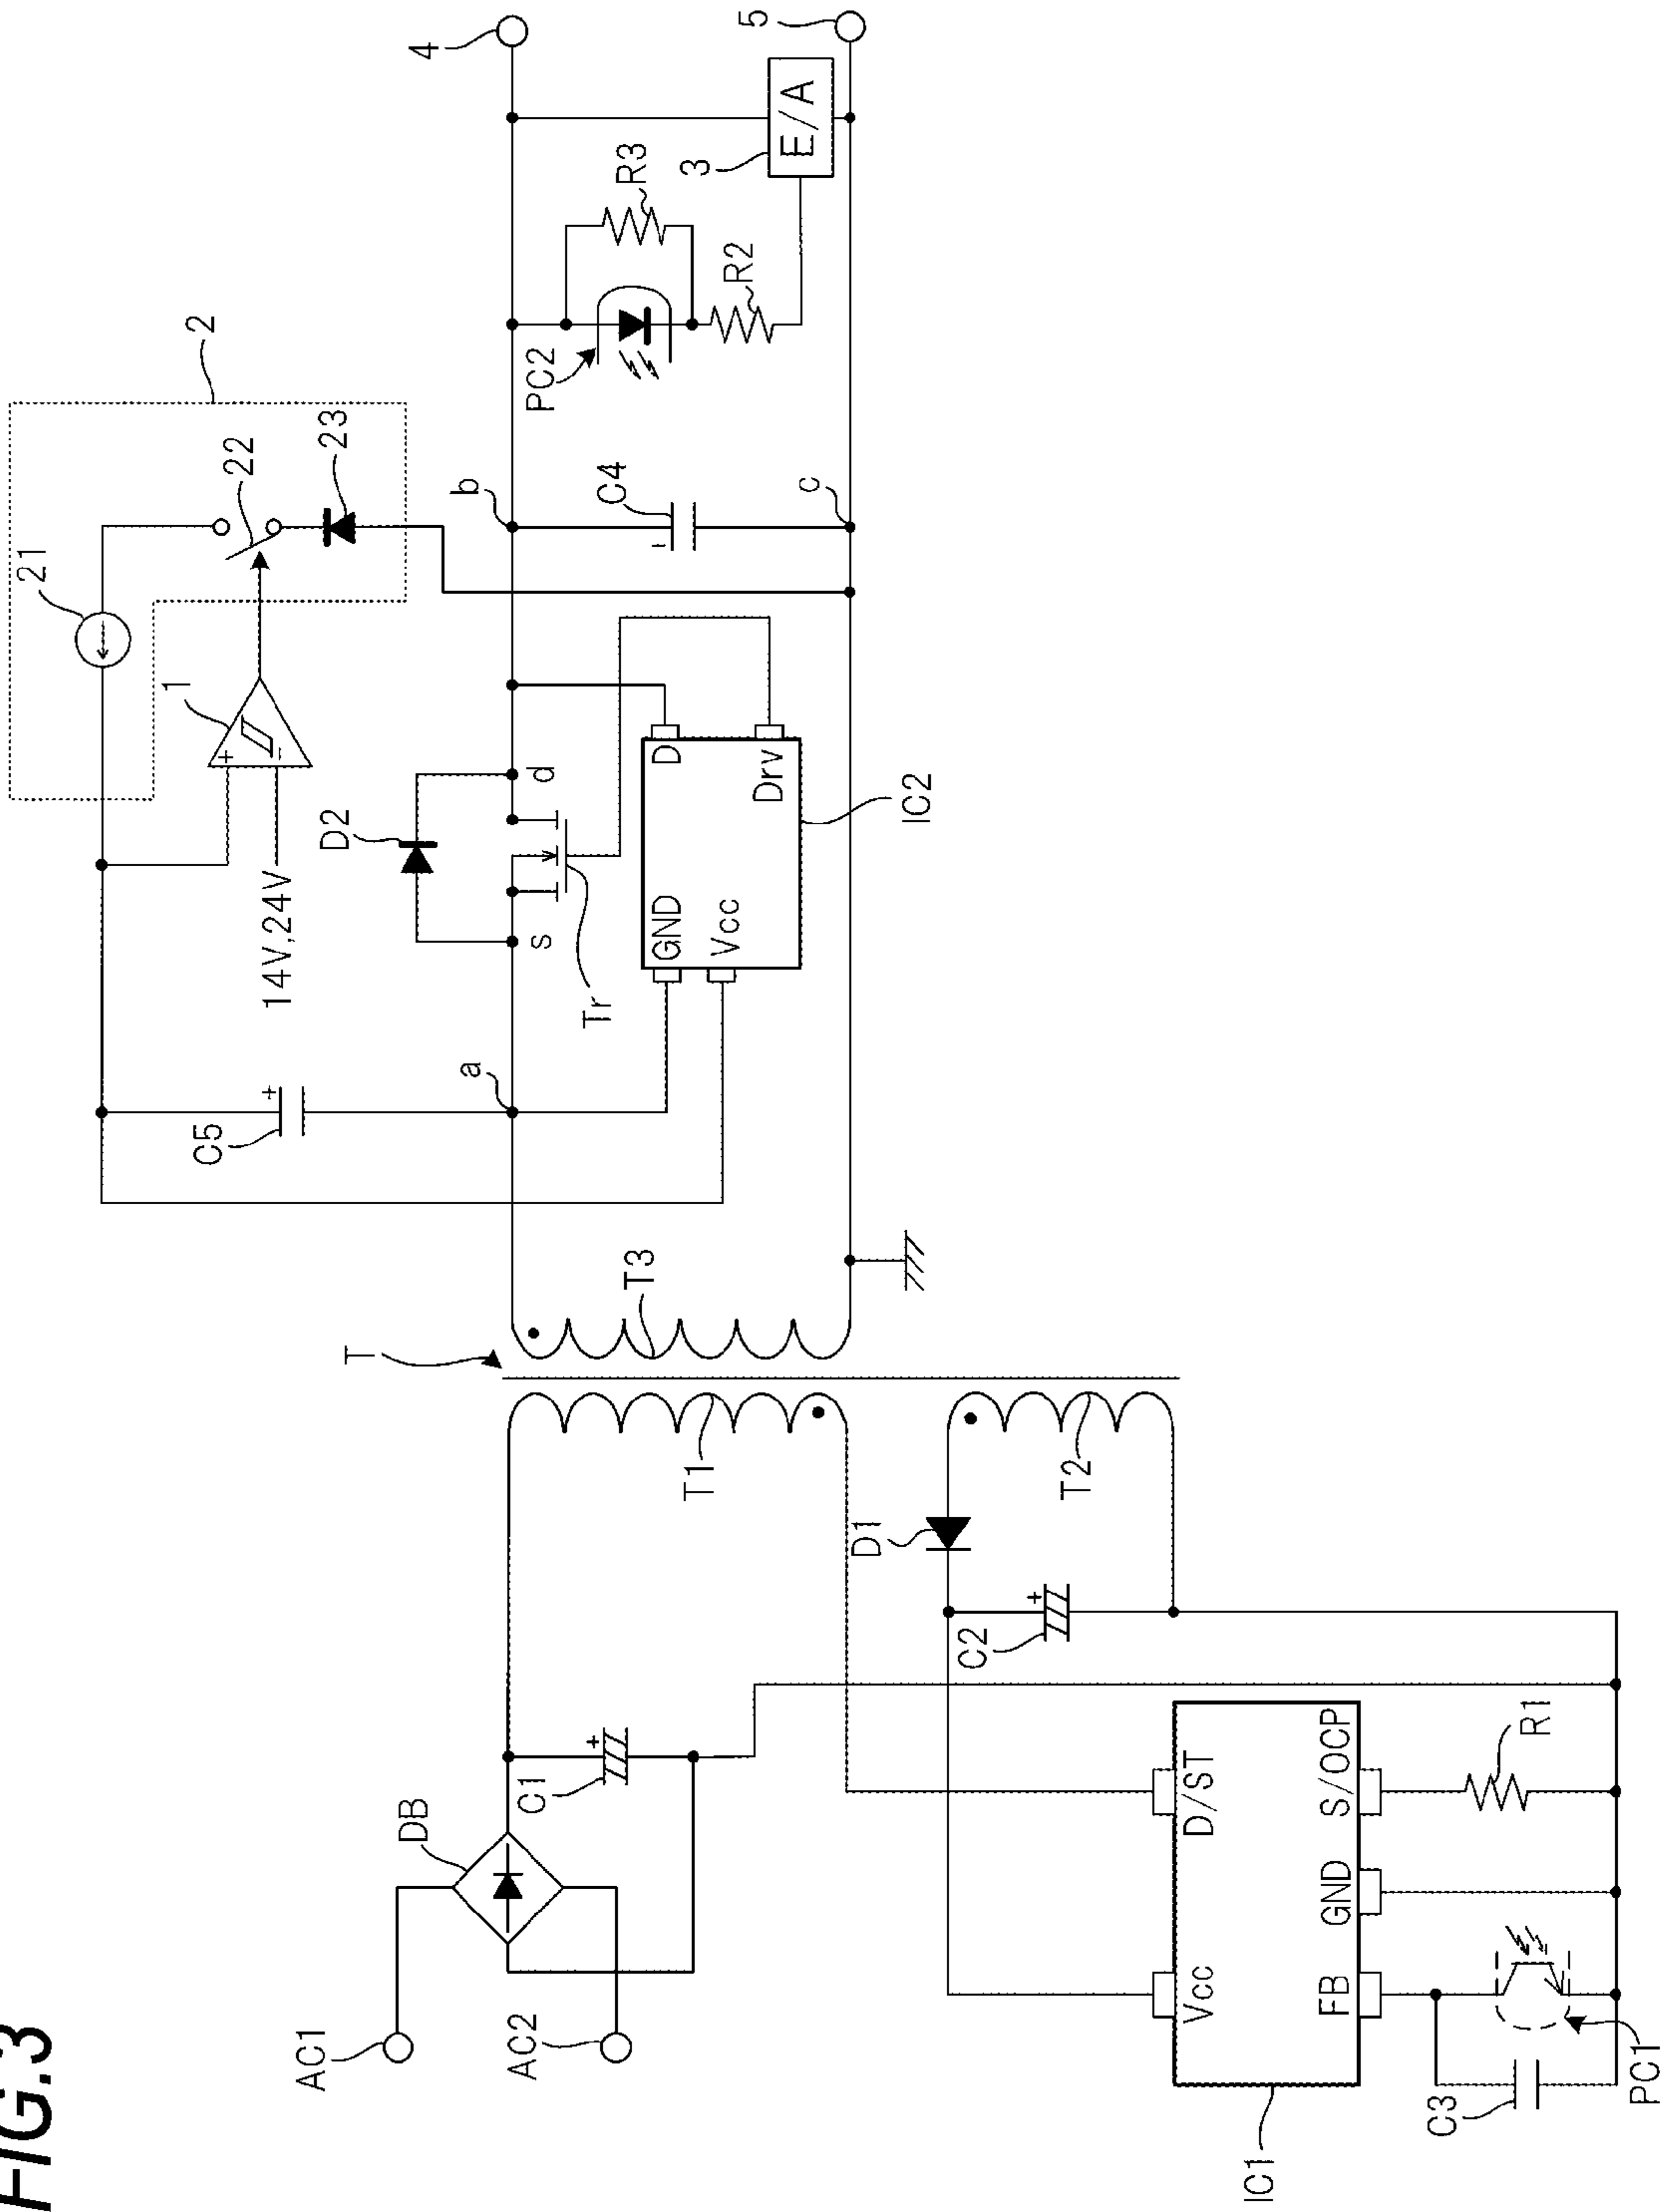 FIG.3
AC1
AC2
DB
C1
T
T1
T2
T3
D1
C2
IC1
Vcc
D/ST
FB
GND
S/OCP
R1
C3
PC1
C5
+
a
14V,24V
1
+
-
2
21
22
23
D2
s
d
Tr
GND
Vcc
D
Drv
IC2
b
C4
c
PC2
R3
R2
3
E/A
4
5
+
+